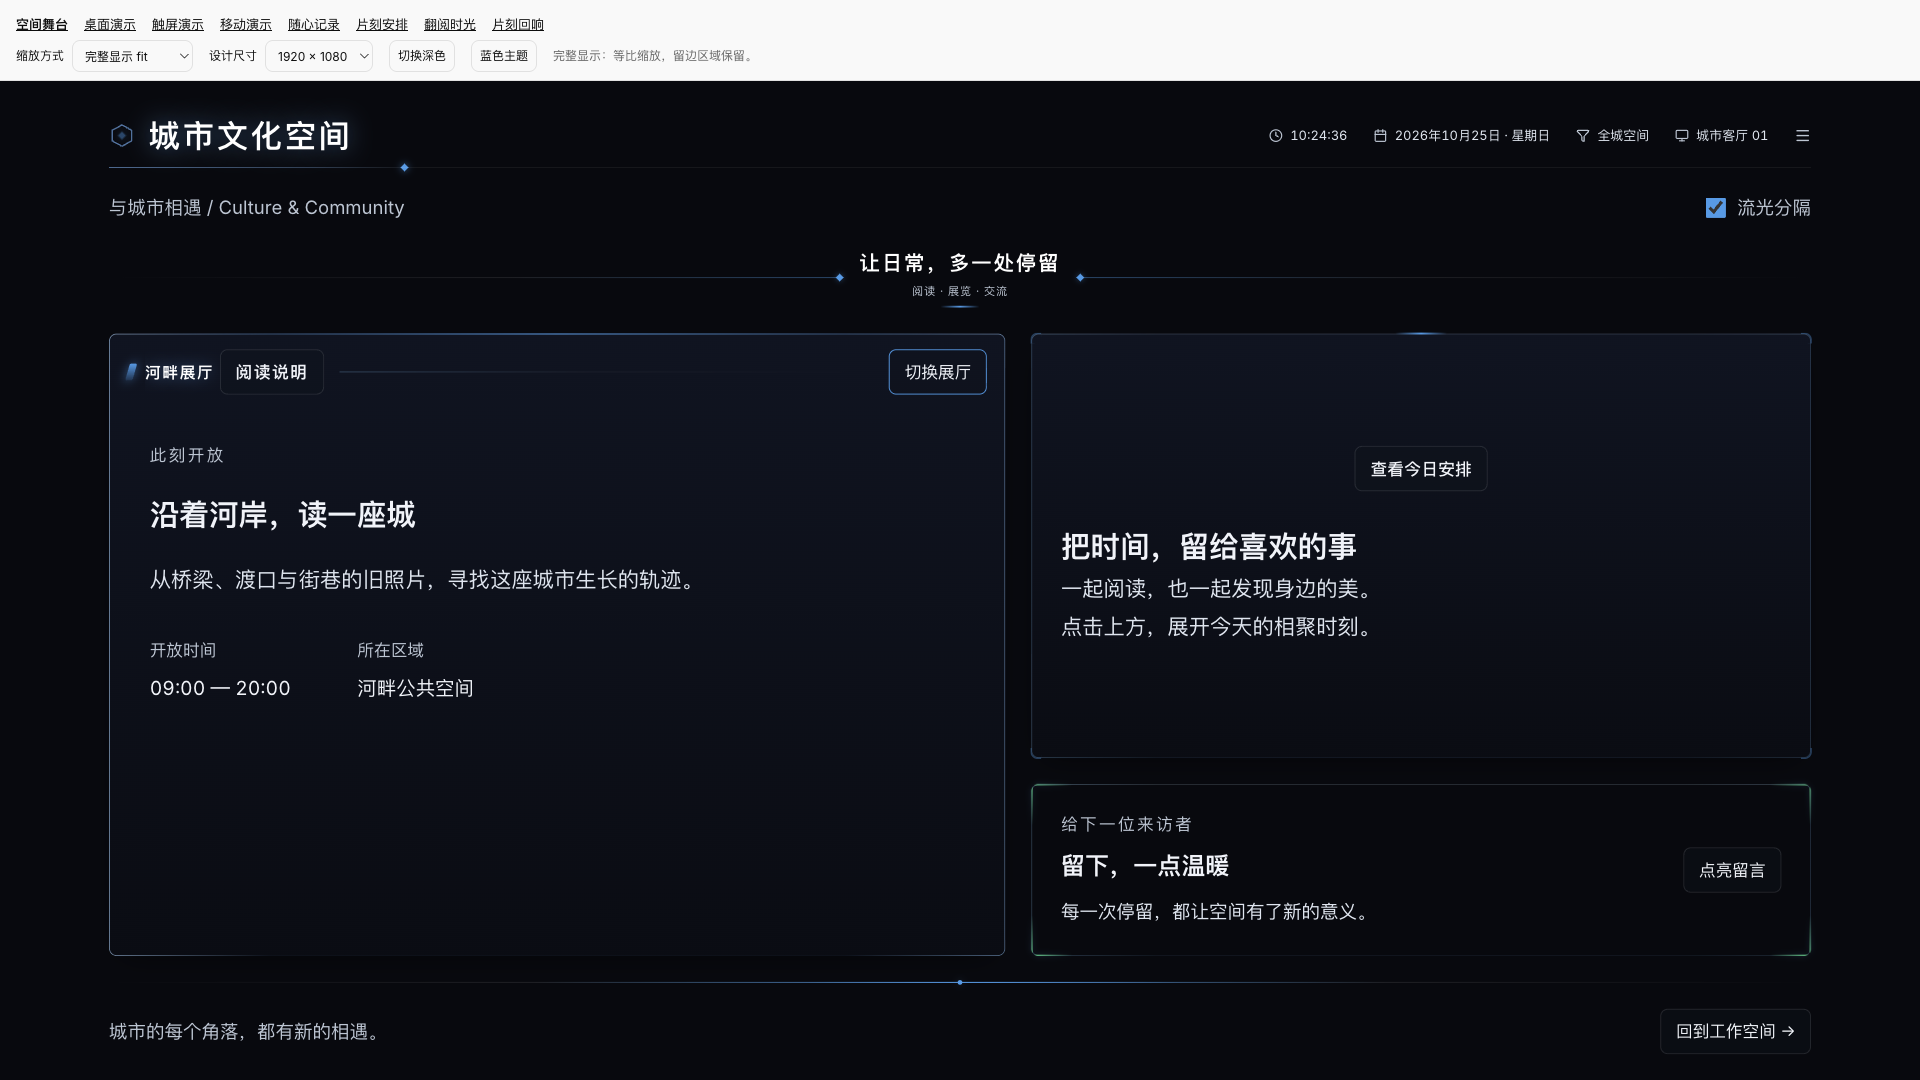 空间舞台 桌面演示 触屏演示 移动演示 随心记录 片刻安排 翻阅时光 片刻回响
缩放方式 完整显示 fit 设计尺寸 1920 × 1080 切换深色 蓝色主题 完整显示：等比缩放，留边区域保留。
城市文化空间 10:24:36 2026年10月25日 · 星期日 全城空间 城市客厅 01
与城市相遇 / Culture & Community 流光分隔
让日常，多一处停留
阅读 · 展览 · 交流
河畔展厅 阅读说明 切换展厅
此刻开放
沿着河岸，读一座城
从桥梁、渡口与街巷的旧照片，寻找这座城市生长的轨迹。
开放时间 所在区域
09:00 — 20:00 河畔公共空间
查看今日安排
把时间，留给喜欢的事
一起阅读，也一起发现身边的美。
点击上方，展开今天的相聚时刻。
给下一位来访者
留下，一点温暖
点亮留言
每一次停留，都让空间有了新的意义。
城市的每个角落，都有新的相遇。 回到工作空间 →